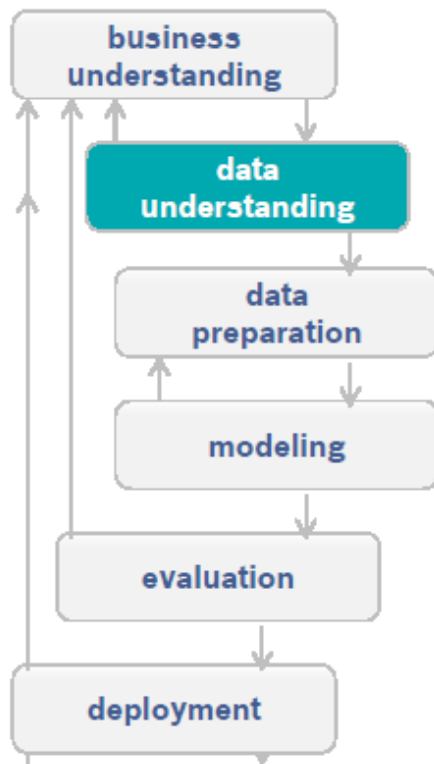 business
understanding
data
understanding
data
preparation
modeling
evaluation
deployment